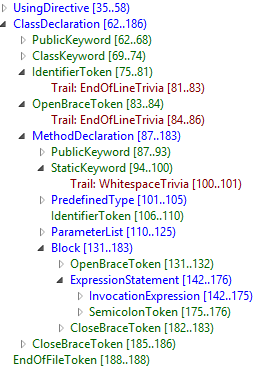 UsingDirective [35..58)
ClassDeclaration [62..186)
PublicKeyword [62..68)
ClassKeyword [69..74)
IdentifierToken [75..81)
Trail: EndOfLineTrivia [81..83)
OpenBraceToken [83..84)
Trail: EndOfLineTrivia [84..86)
MethodDeclaration [87..183)
PublicKeyword [87..93)
StaticKeyword [94..100)
Trail: WhitespaceTrivia [100..101)
PredefinedType [101..105)
IdentifierToken [106..110)
ParameterList [110..125)
Block [131..183)
OpenBraceToken [131..132)
ExpressionStatement [142..176)
InvocationExpression [142..175)
SemicolonToken [175..176)
CloseBraceToken [182..183)
CloseBraceToken [185..186)
EndOfFileToken [188..188)